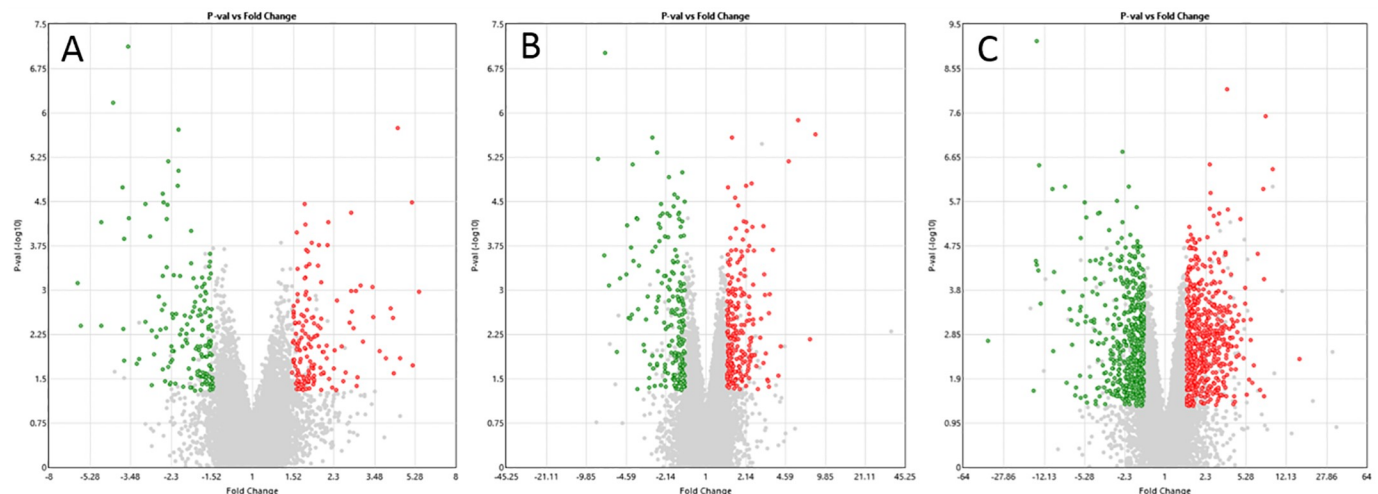 P-val vs Fold Change
A
7.5
6.75
6
5.25
4.5
3.75
3
2.25
1.5
0.75
0
P-val (-log10)
-8 -5.28 -3.48 -2.3 -1.52 1 1.52 2.3 3.48 5.28 8
Fold Change
P-val vs Fold Change
B
7.5
6.75
6
5.25
4.5
3.75
3
2.25
1.5
0.75
0
P-val (-log10)
-45.25 -21.11 -9.85 -4.59 -2.14 1 2.14 4.59 9.85 21.11 45.25
Fold Change
P-val vs Fold Change
C
9.5
8.55
7.6
6.65
5.7
4.75
3.8
2.85
1.9
0.95
0
P-val (-log10)
-64 -27.86 -12.13 -5.28 -2.3 1 2.3 5.28 12.13 27.86 64
Fold Change